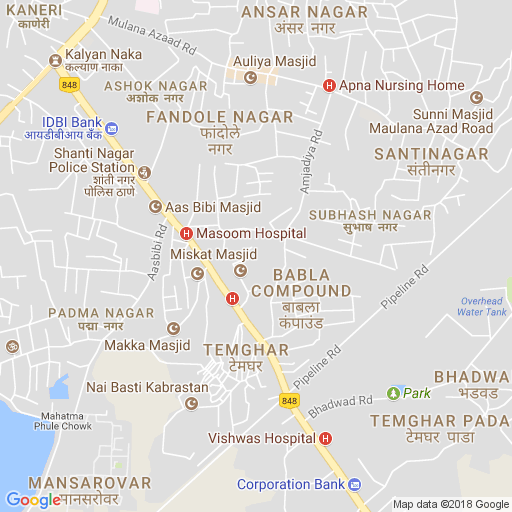 KANERI
काणेरी
Mulana Azaad Rd
ANSAR NAGAR
अंसर नगर
Kalyan Naka
कल्याण नाका
Auliya Masjid
848
ASHOK NAGAR
अशोक नगर
Apna Nursing Home
IDBI Bank
आयडीबीआय बँक
FANDOLE NAGAR
फांदोले
नगर
Sunni Masjid
Maulana Azad Road
Shanti Nagar
Police Station
शांती नगर
पोलिस ठाणे
Amjadiya Rd
SANTINAGAR
संतीनगर
Aas Bibi Masjid
SUBHASH NAGAR
सुभाष नगर
Masoom Hospital
Aasbibi Rd
Miskat Masjid
BABLA
COMPOUND
बाबला
कंपाउंड
Pipeline Rd
Overhead
Water Tank
PADMA NAGAR
पद्मा नगर
Makka Masjid
TEMGHAR
टेमघर
Pipeline Rd
Nai Basti Kabrastan
848
Bhadwad Rd
Park
BHADWA
भडवड
Mahatma
Phule Chowk
TEMGHAR PADA
टेमघर पाडा
Vishwas Hospital
MANSAROVAR
पानसरोवर
Corporation Bank
Google
Map data ©2018 Google